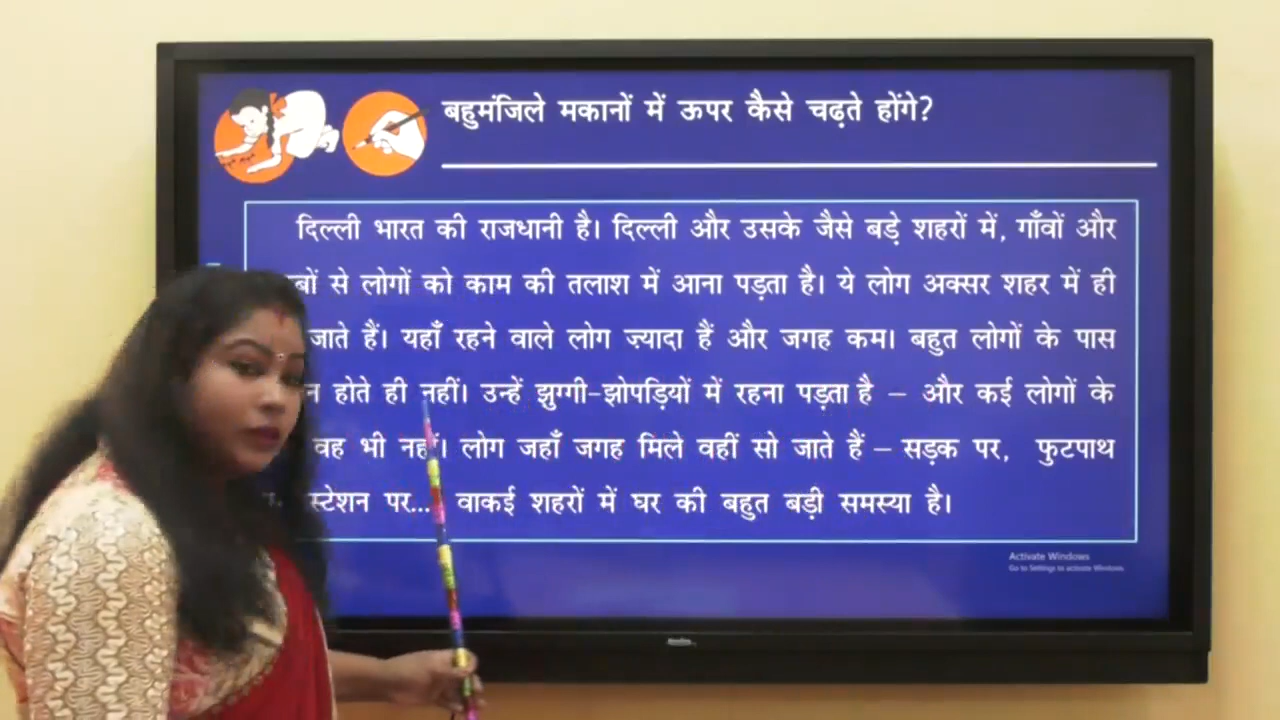 बहुमंजिले मकानों में ऊपर कैसे चढ़ते होंगे?
दिल्ली भारत की राजधानी है। दिल्ली और उसके जैसे बड़े शहरों में, गाँवों और
से लोगों को काम की तलाश में आना पड़ता है। ये लोग अक्सर शहर में ही
जाते हैं। यहाँ रहने वाले लोग ज़्यादा हैं और जगह कम। बहुत लोगों के पास
होते ही नहीं। उन्हें झुग्गी-झोपड़ियों में रहना पड़ता है – और कई लोगों के
वह भी नहीं। लोग जहाँ जगह मिले वहीं सो जाते हैं – सड़क पर, फुटपाथ
स्टेशन पर... वाकई शहरों में घर की बहुत बड़ी समस्या है।
Activate Windows
Go to Settings to activate Windows.